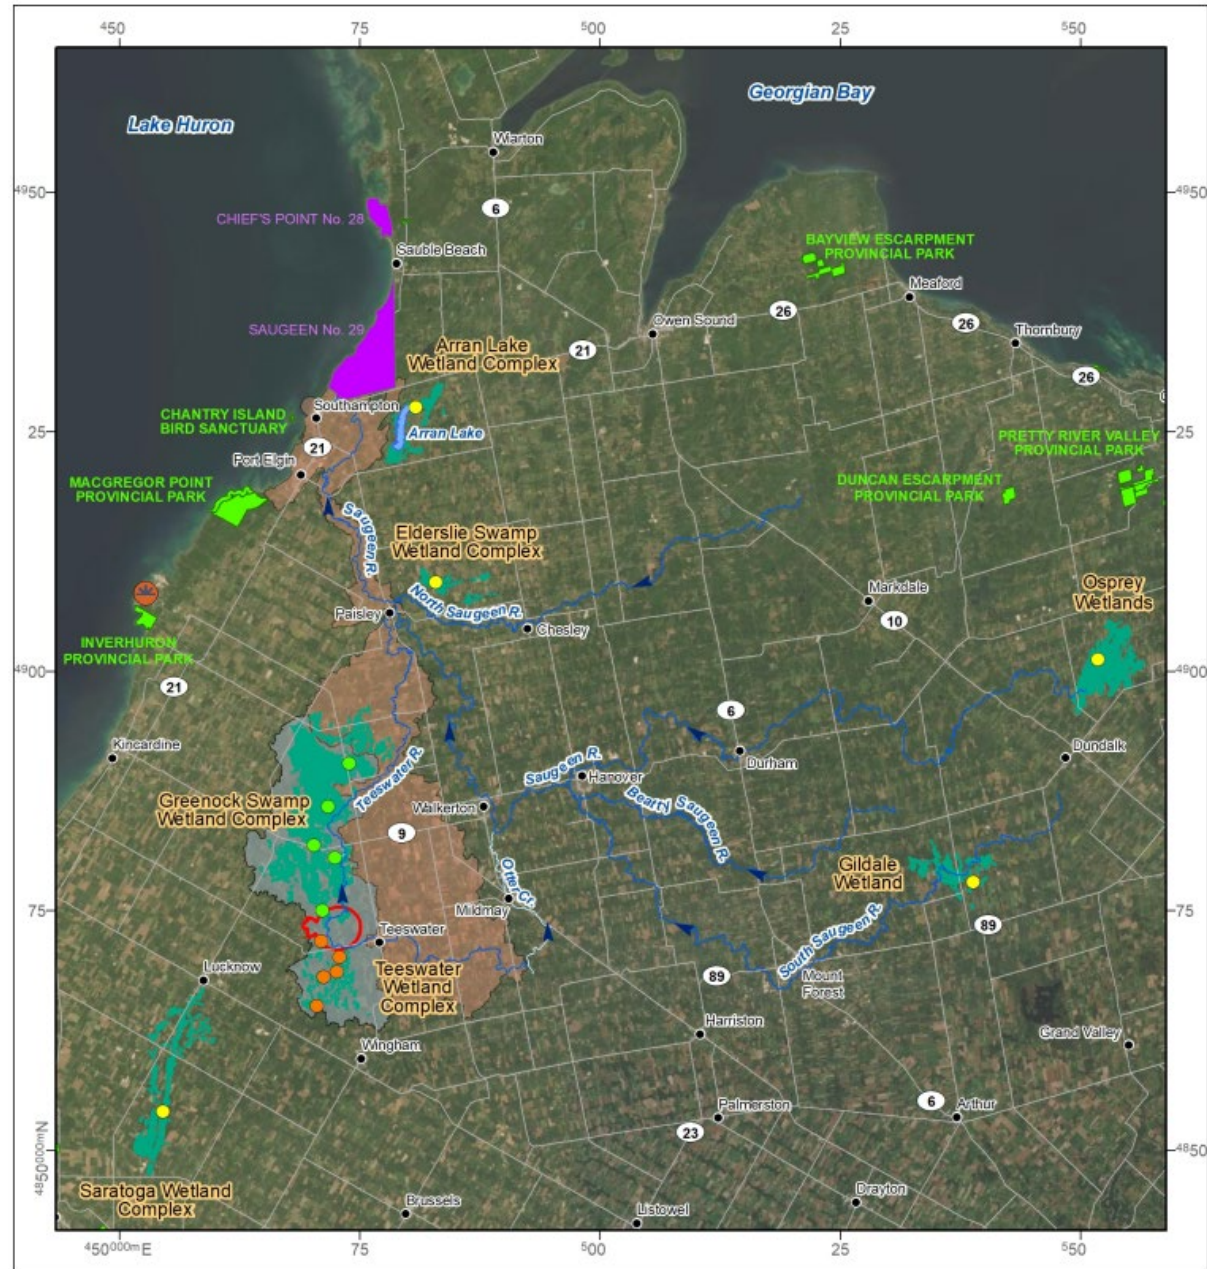 450
75
500
25
550
Lake Huron
Georgian Bay
Wiarton
4950
4950
6
CHIEF'S POINT No. 28
Sauble Beach
BAYVIEW ESCARPMENT
PROVINCIAL PARK
Meaford
26
SAUGEEN No. 29
Owen Sound
26
Thornbury
21
Arran Lake
Wetland Complex
26
Southampton
CHANTRY ISLAND
BIRD SANCTUARY
25
Arran Lake
25
21
PRETTY RIVER VALLEY
PROVINCIAL PARK
Port Elgin
MACGREGOR POINT
PROVINCIAL PARK
DUNCAN ESCARPMENT
PROVINCIAL PARK
Saugeen R.
Elderslie Swamp
Wetland Complex
North Saugeen R.
Markdale
Osprey
Wetlands
Paisley
Chesley
10
INVERHURON
PROVINCIAL PARK
4900
4900
21
6
Kincardine
Dundalk
Durham
Saugeen R.
Hanover
Teeswater R.
Greenock Swamp
Wetland Complex
Walkerton
Beatty Saugeen R.
9
Gildale
Wetland
Otter Cr.
Mildmay
75
75
89
Teeswater
South Saugeen R.
Teeswater
Wetland
Complex
Lucknow
89
Mount
Forest
Harriston
Grand Valley
Wingham
6
Arthur
Palmerston
23
4850000mN
4850
Saratoga Wetland
Complex
Drayton
Brussels
Listowel
450000mE
75
500
25
550